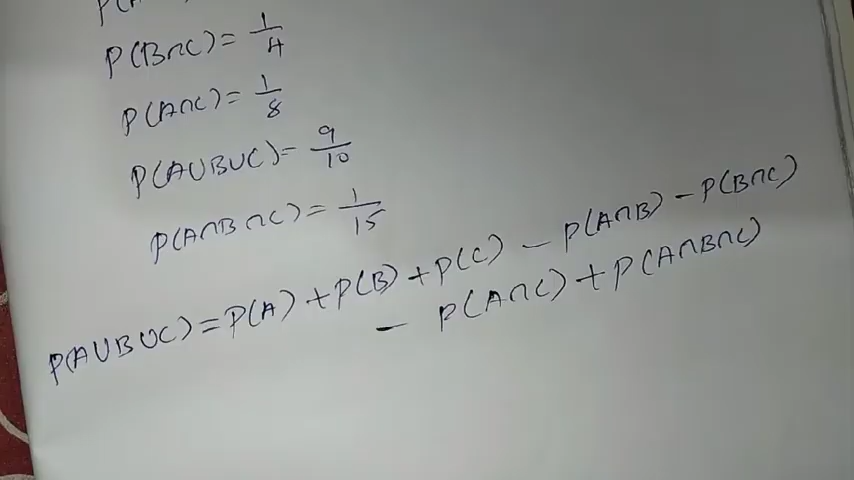 P(B∩C) = 1/4
P(A∩C) = 1/8
P(A∪B∪C) = 9/10
P(A∩B∩C) = 1/15
P(A∪B∪C) = P(A) + P(B) + P(C) − P(A∩B) − P(B∩C)
− P(A∩C) + P(A∩B∩C)